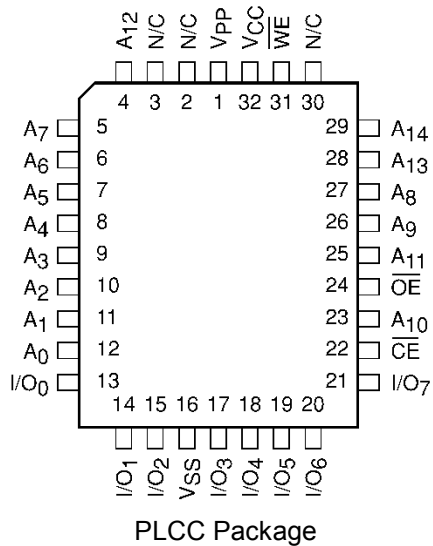 A12 N/C N/C VPP VCC W̅E̅ N/C
4 3 2 1 32 31 30
A7 5 29 A14
A6 6 28 A13
A5 7 27 A8
A4 8 26 A9
A3 9 25 A11
A2 10 24 O̅E̅
A1 11 23 A10
A0 12 22 C̅E̅
I/O0 13 21 I/O7
14 15 16 17 18 19 20
I/O1 I/O2 VSS I/O3 I/O4 I/O5 I/O6
PLCC Package